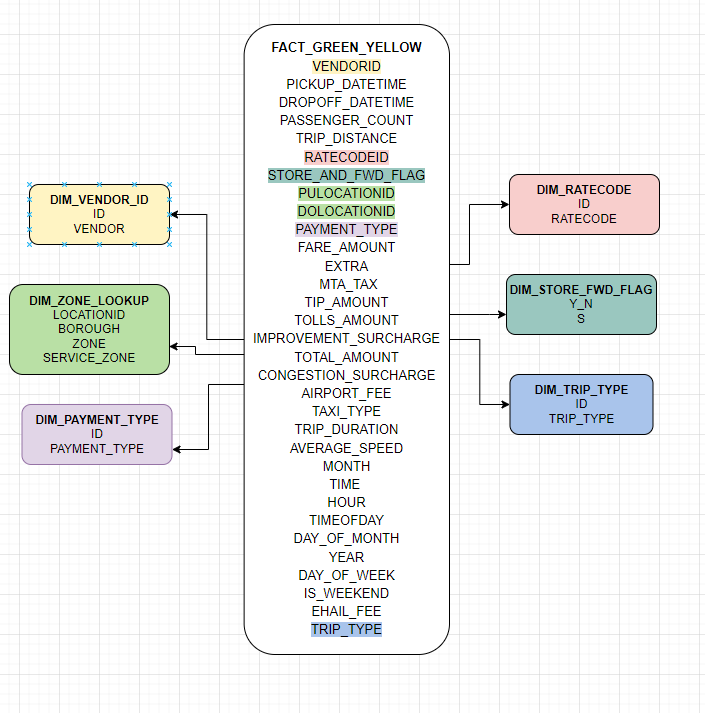 FACT_GREEN_YELLOW
VENDORID
PICKUP_DATETIME
DROPOFF_DATETIME
PASSENGER_COUNT
TRIP_DISTANCE
RATECODEID
STORE_AND_FWD_FLAG
PULOCATIONID
DOLOCATIONID
PAYMENT_TYPE
FARE_AMOUNT
EXTRA
MTA_TAX
TIP_AMOUNT
TOLLS_AMOUNT
IMPROVEMENT_SURCHARGE
TOTAL_AMOUNT
CONGESTION_SURCHARGE
AIRPORT_FEE
TAXI_TYPE
TRIP_DURATION
AVERAGE_SPEED
MONTH
TIME
HOUR
TIMEOFDAY
DAY_OF_MONTH
YEAR
DAY_OF_WEEK
IS_WEEKEND
EHAIL_FEE
TRIP_TYPE
DIM_VENDOR_ID
ID
VENDOR
DIM_ZONE_LOOKUP
LOCATIONID
BOROUGH
ZONE
SERVICE_ZONE
DIM_PAYMENT_TYPE
ID
PAYMENT_TYPE
DIM_RATECODE
ID
RATECODE
DIM_STORE_FWD_FLAG
Y_N
S
DIM_TRIP_TYPE
ID
TRIP_TYPE